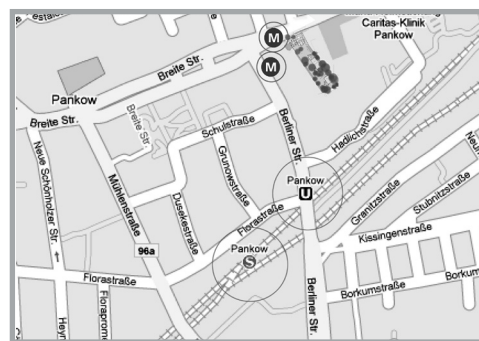 Caritas-Klinik
Pankow
M
M
Breite Str.
Pankow
Breite Str.
Breite Str.
Schulstraße
Berliner Str.
Hadlichstraße
Neue Schönholzer Str.
Mühlenstraße
Grunowstraße
Dusekestraße
Pankow
U
Florastraße
Granitzstraße
Stubnitzstraße
Kissingenstraße
96a
Pankow
S
Florastraße
Berliner Str.
Borkumstraße